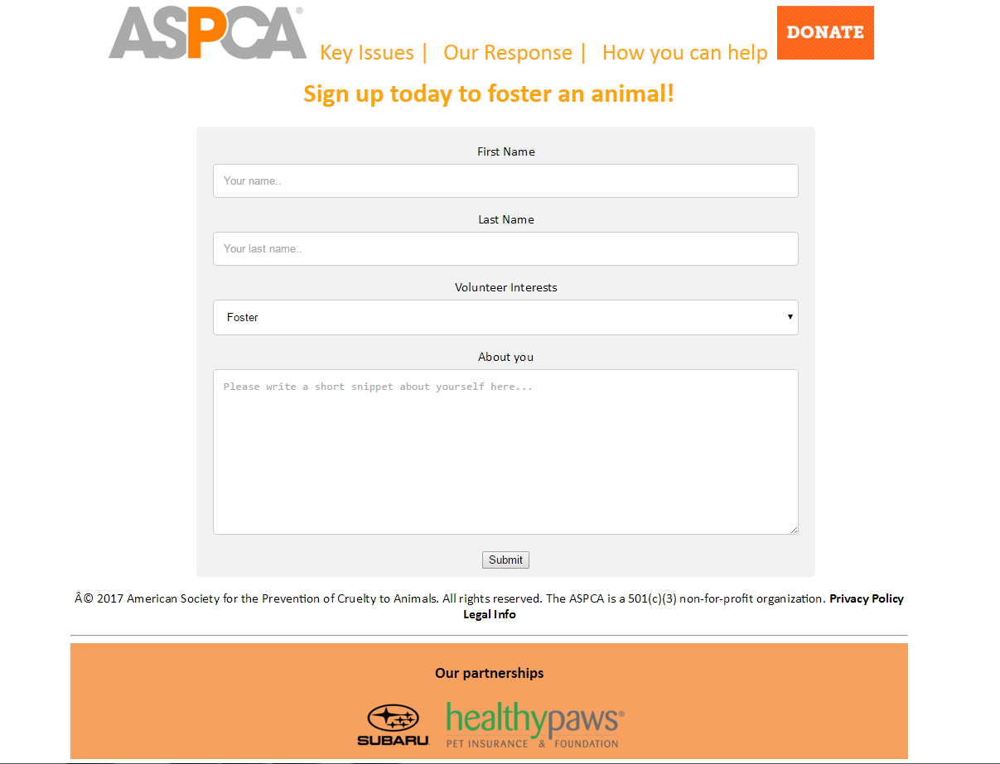 ASPCA®
Key Issues | Our Response | How you can help
DONATE
Sign up today to foster an animal!
First Name
Your name..
Last Name
Your last name..
Volunteer Interests
Foster
About you
Please write a short snippet about yourself here...
Submit
Â© 2017 American Society for the Prevention of Cruelty to Animals. All rights reserved. The ASPCA is a 501(c)(3) non-for-profit organization. Privacy Policy
Legal Info
Our partnerships
SUBARU
healthypaws®
PET INSURANCE & FOUNDATION